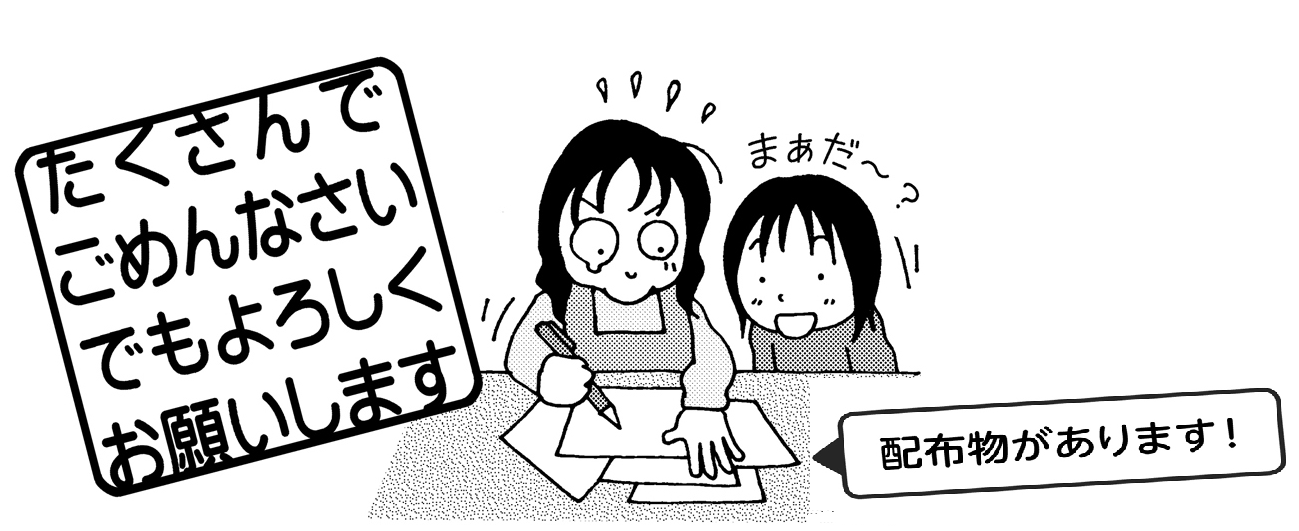 たくさんで
ごめんなさい
でもよろしく
お願いします
まぁだ～?
配布物があります!